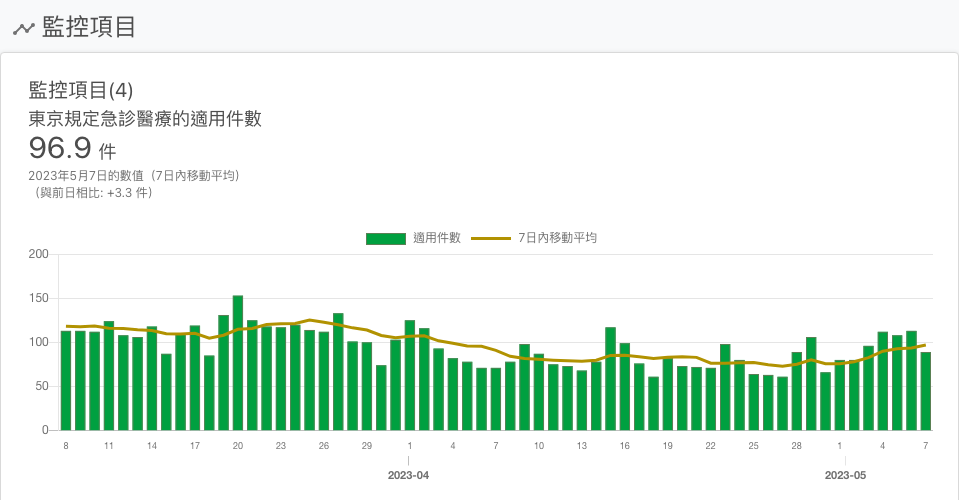 監控項目
監控項目(4)
東京規定急診醫療的適用件數
96.9 件
2023年5月7日的數值（7日內移動平均）
（與前日相比: +3.3 件）
適用件數 7日內移動平均
200
150
100
50
0
8 11 14 17 20 23 26 29 1 4 7 10 13 16 19 22 25 28 1 4 7
2023-04 2023-05